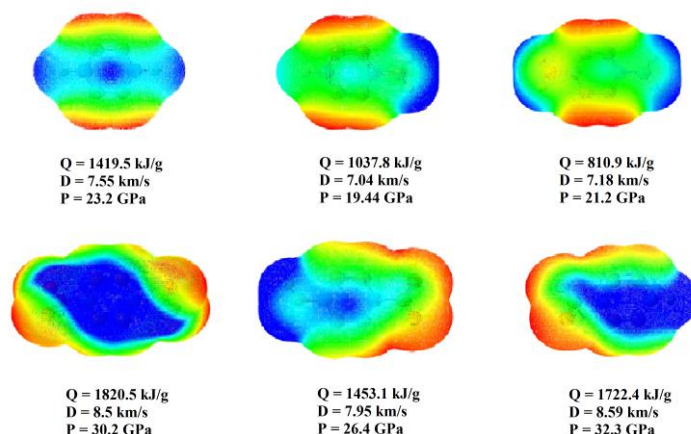 Q = 1419.5 kJ/g
D = 7.55 km/s
P = 23.2 GPa
Q = 1037.8 kJ/g
D = 7.04 km/s
P = 19.44 GPa
Q = 810.9 kJ/g
D = 7.18 km/s
P = 21.2 GPa
Q = 1820.5 kJ/g
D = 8.5 km/s
P = 30.2 GPa
Q = 1453.1 kJ/g
D = 7.95 km/s
P = 26.4 GPa
Q = 1722.4 kJ/g
D = 8.59 km/s
P = 32.3 GPa